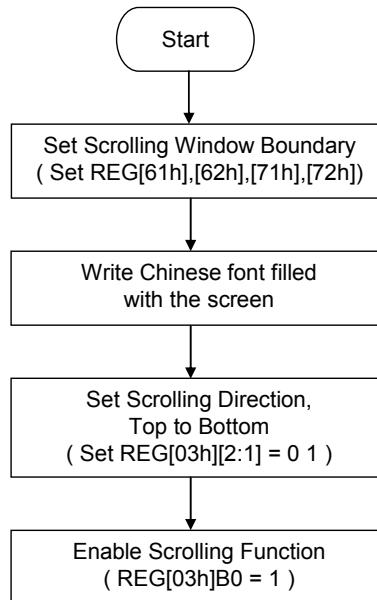 Start
Set Scrolling Window Boundary
( Set REG[61h],[62h],[71h],[72h])
Write Chinese font filled
with the screen
Set Scrolling Direction,
Top to Bottom
( Set REG[03h][2:1] = 0 1 )
Enable Scrolling Function
( REG[03h]B0 = 1 )